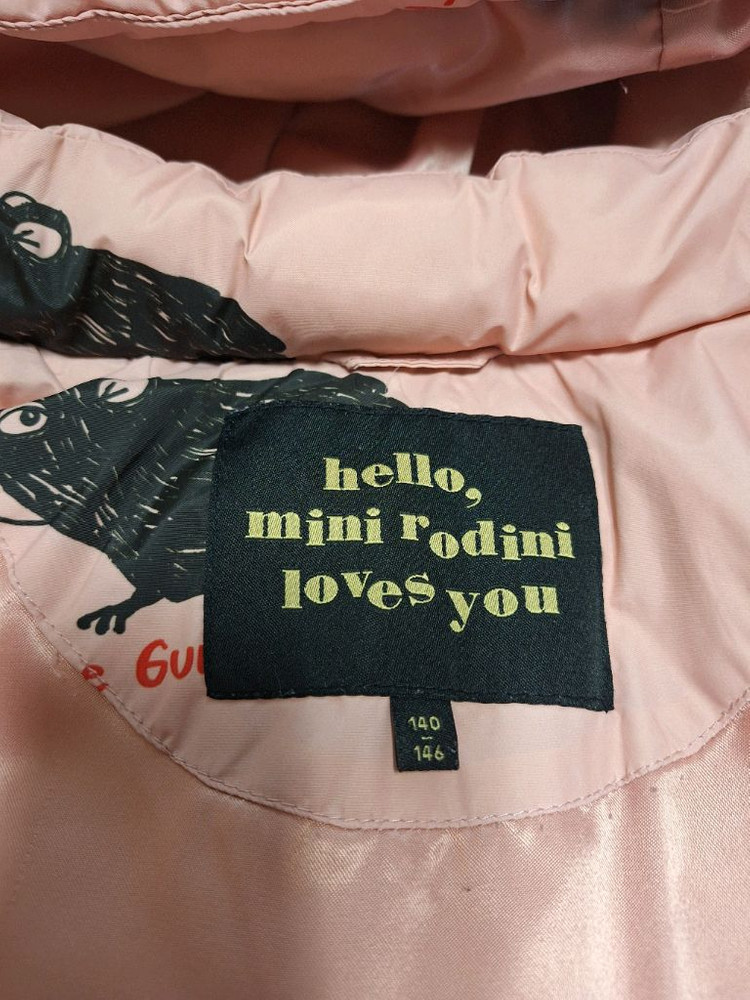 hello,
mini rodini
loves you
140
-
146